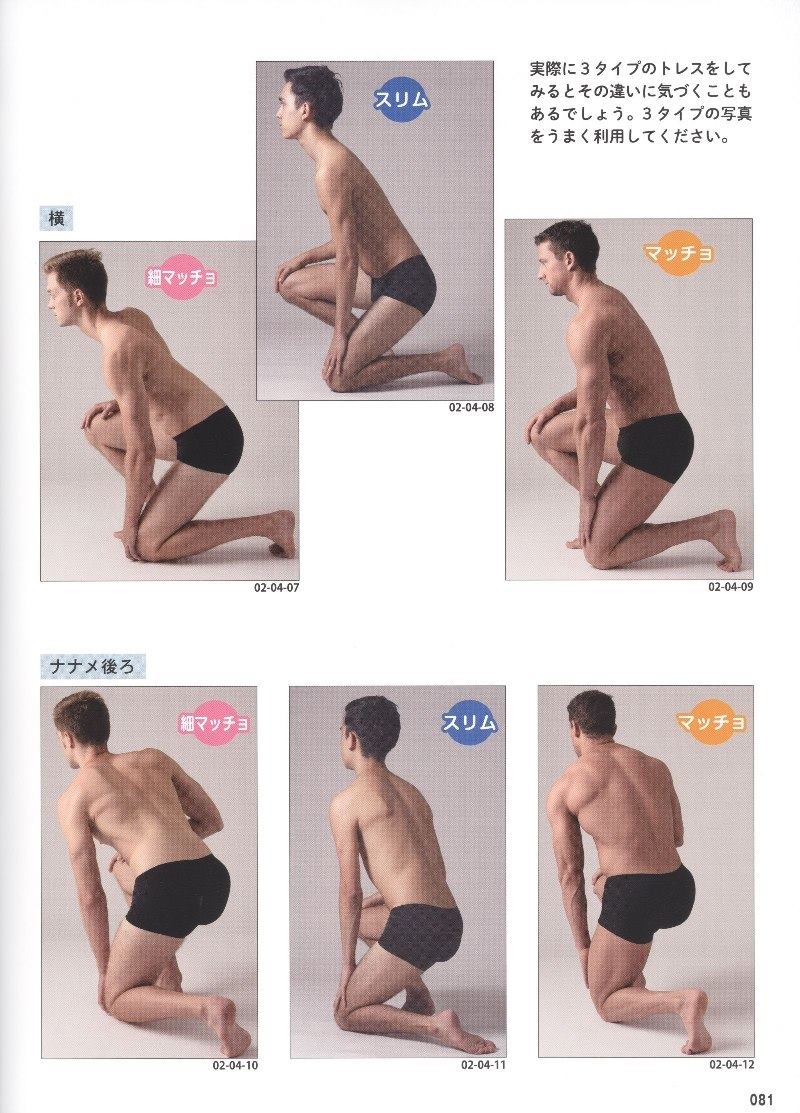 実際に３タイプのトレスをして
みるとその違いに気づくことも
あるでしょう。３タイプの写真
をうまく利用してください。
横
細マッチョ
02-04-07
スリム
02-04-08
マッチョ
02-04-09
ナナメ後ろ
細マッチョ
02-04-10
スリム
02-04-11
マッチョ
02-04-12
081